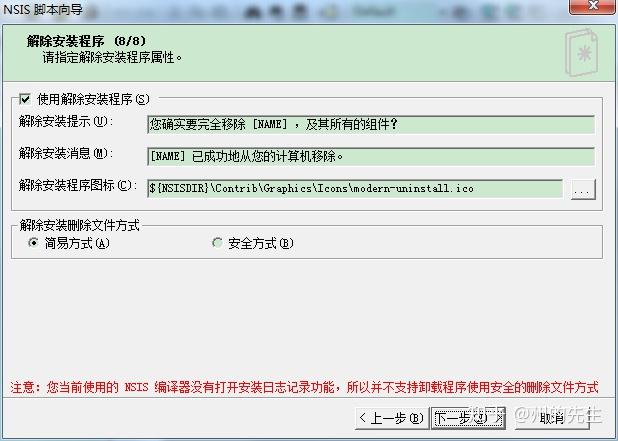 NSIS 脚本向导
解除安装程序 (8/8)
请指定解除安装程序属性。
使用解除安装程序(S)
解除安装提示(U):
您确实要完全移除 [NAME] ，及其所有的组件？
解除安装消息(M):
[NAME] 已成功地从您的计算机移除。
解除安装程序图标(C):
${NSISDIR}\Contrib\Graphics\Icons\modern-uninstall.ico
...
解除安装删除文件方式
简易方式(A)
安全方式(B)
注意: 您当前使用的 NSIS 编译器没有打开安装日志记录功能，所以并不支持卸载程序使用安全的删除文件方式
< 上一步(B)
下一步(N) >
取消
知乎 @州的先生